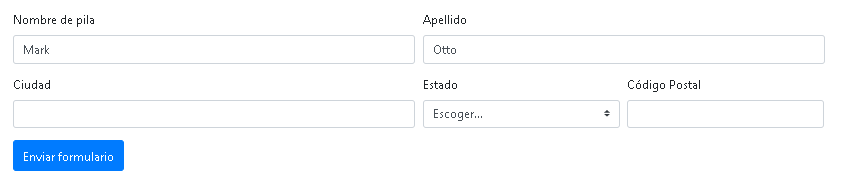 Nombre de pila Apellido
Mark Otto
Ciudad Estado Código Postal
Escoger...
Enviar formulario